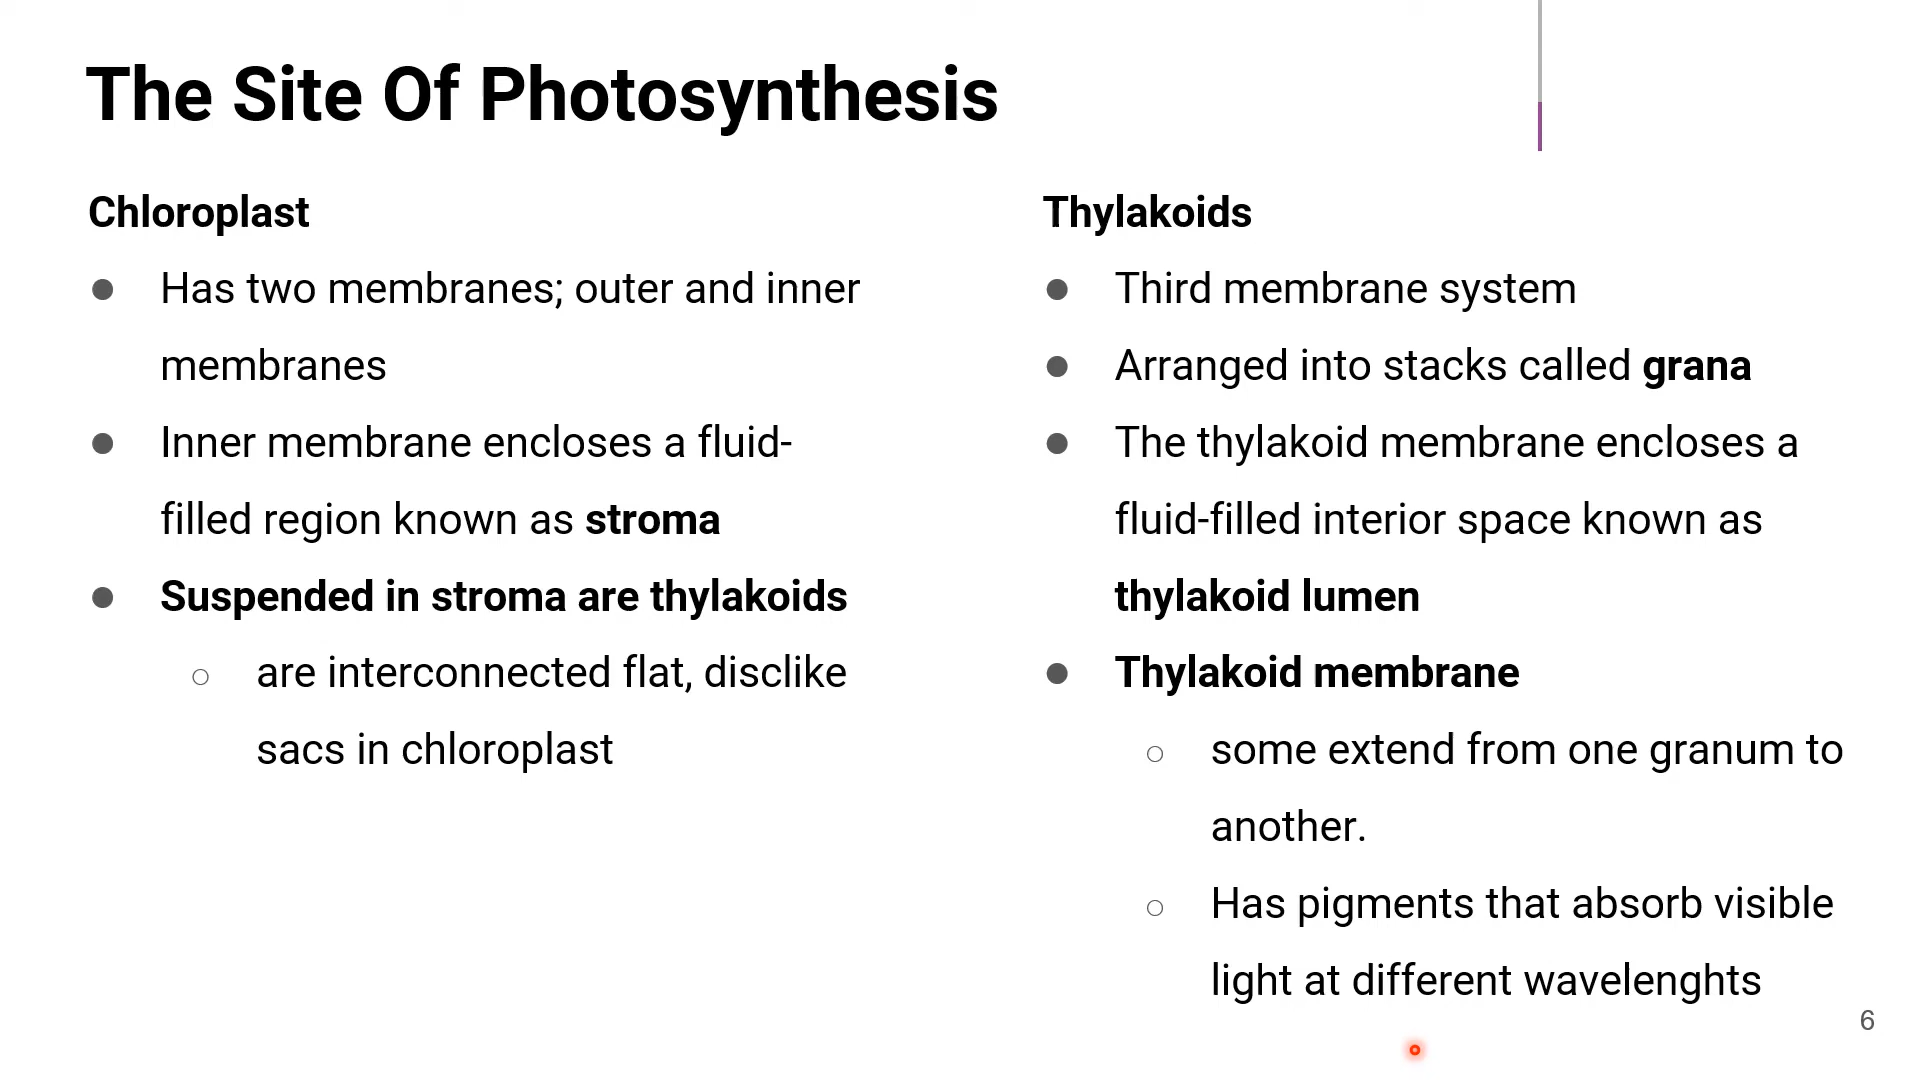 The Site Of Photosynthesis
Chloroplast
● Has two membranes; outer and inner
membranes
● Inner membrane encloses a fluid-
filled region known as stroma
● Suspended in stroma are thylakoids
○ are interconnected flat, disclike
sacs in chloroplast
Thylakoids
● Third membrane system
● Arranged into stacks called grana
● The thylakoid membrane encloses a
fluid-filled interior space known as
thylakoid lumen
● Thylakoid membrane
○ some extend from one granum to
another.
○ Has pigments that absorb visible
light at different wavelenghts
6